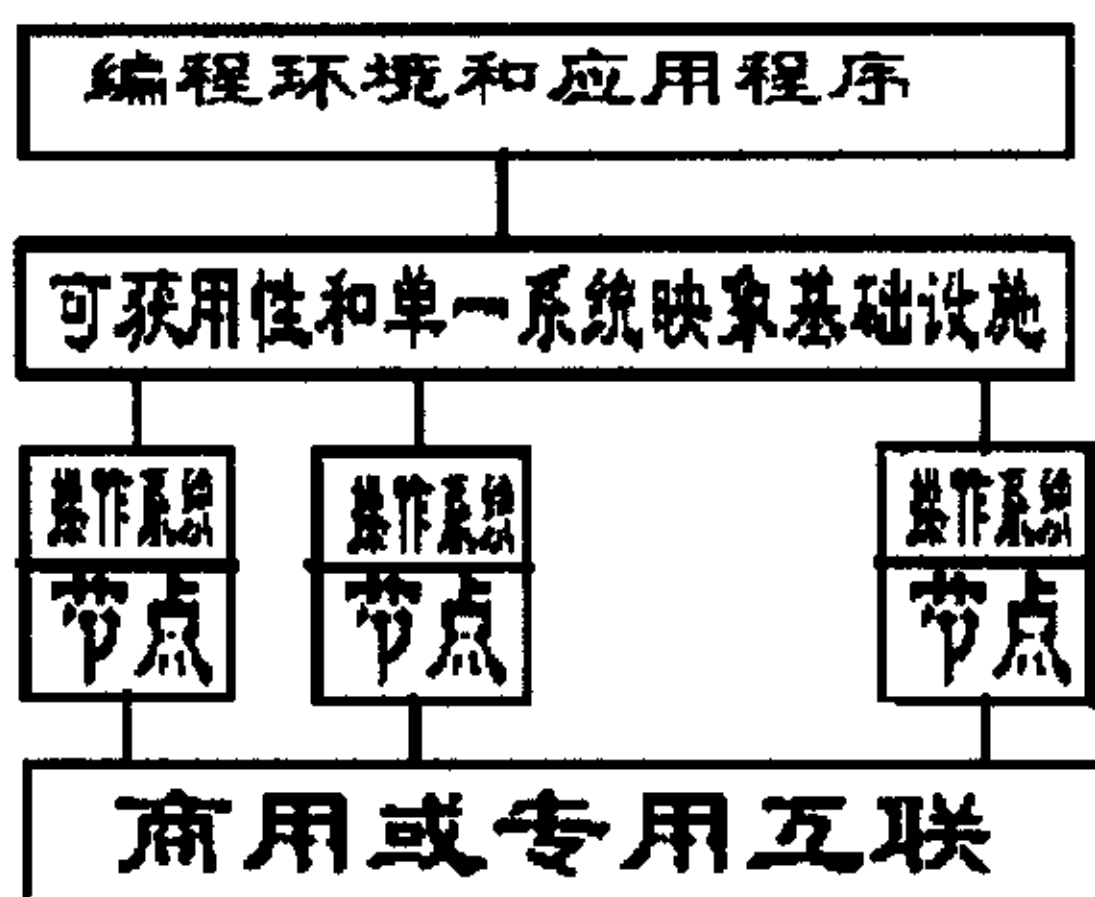 编程环境和应用程序
可获用性和单一系统映象基础设施
操作系统 操作系统 操作系统
节点 节点 节点
商用或专用互联